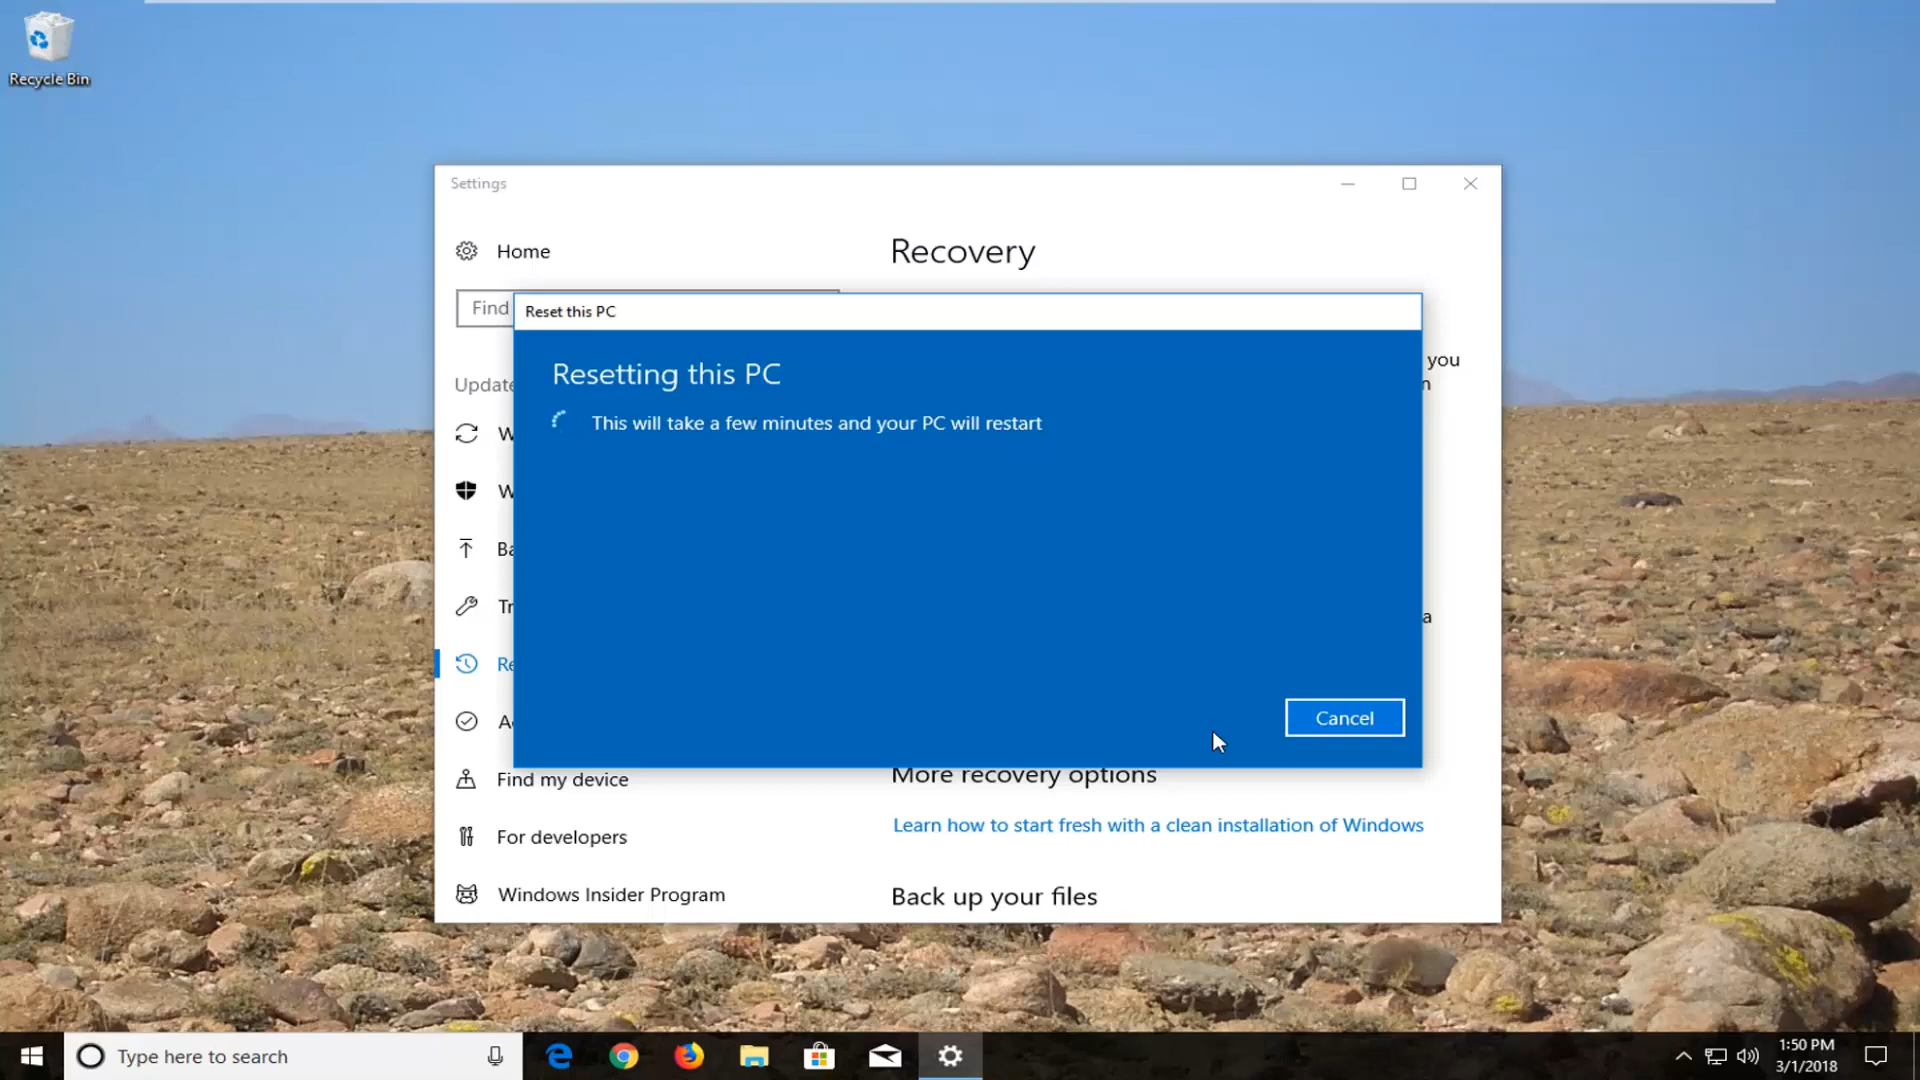 Recycle Bin
Settings
Home
Recovery
Find
Reset this PC
Resetting this PC
This will take a few minutes and your PC will restart
you
n
Update
W
W
Ba
Tr
a
Re
Cancel
A
Find my device
More recovery options
Learn how to start fresh with a clean installation of Windows
For developers
Windows Insider Program
Back up your files
Type here to search
1:50 PM
3/1/2018